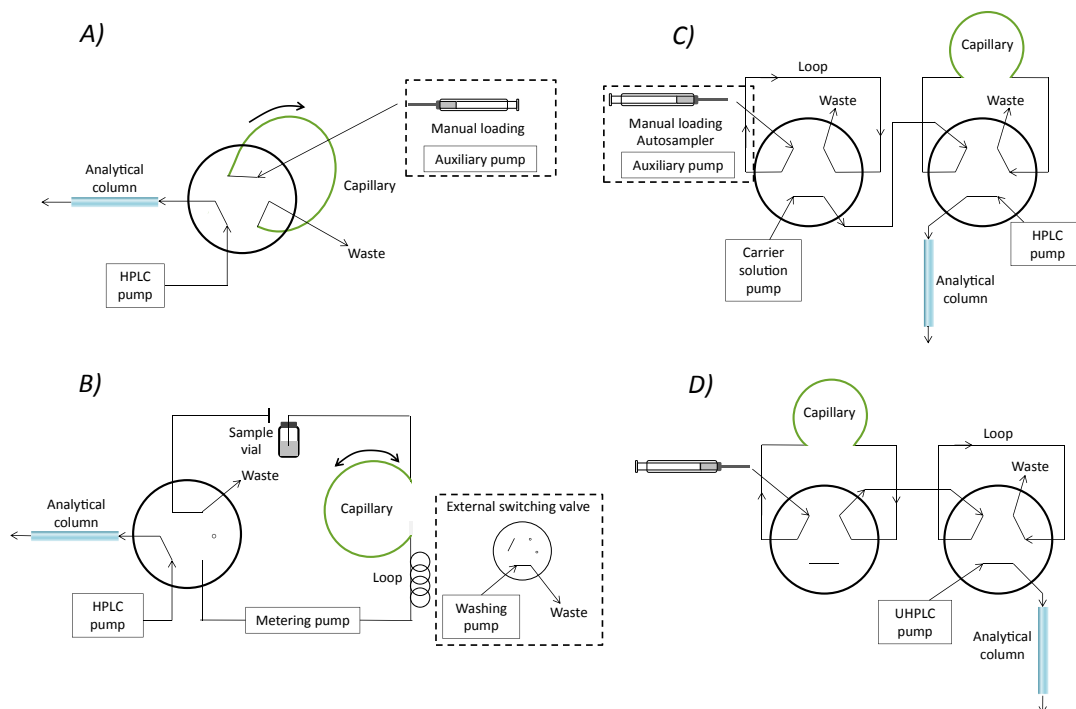 A)
Manual loading
Auxiliary pump
Analytical
column
Capillary
Waste
HPLC
pump
B)
Sample
vial
Waste
Analytical
column
Capillary
External switching valve
Loop
HPLC
pump
Metering pump
Washing
pump
Waste
C)
Capillary
Loop
Waste
Waste
Manual loading
Autosampler
Auxiliary pump
Carrier
solution
pump
HPLC
pump
Analytical
column
D)
Capillary
Loop
Waste
UHPLC
pump
Analytical
column